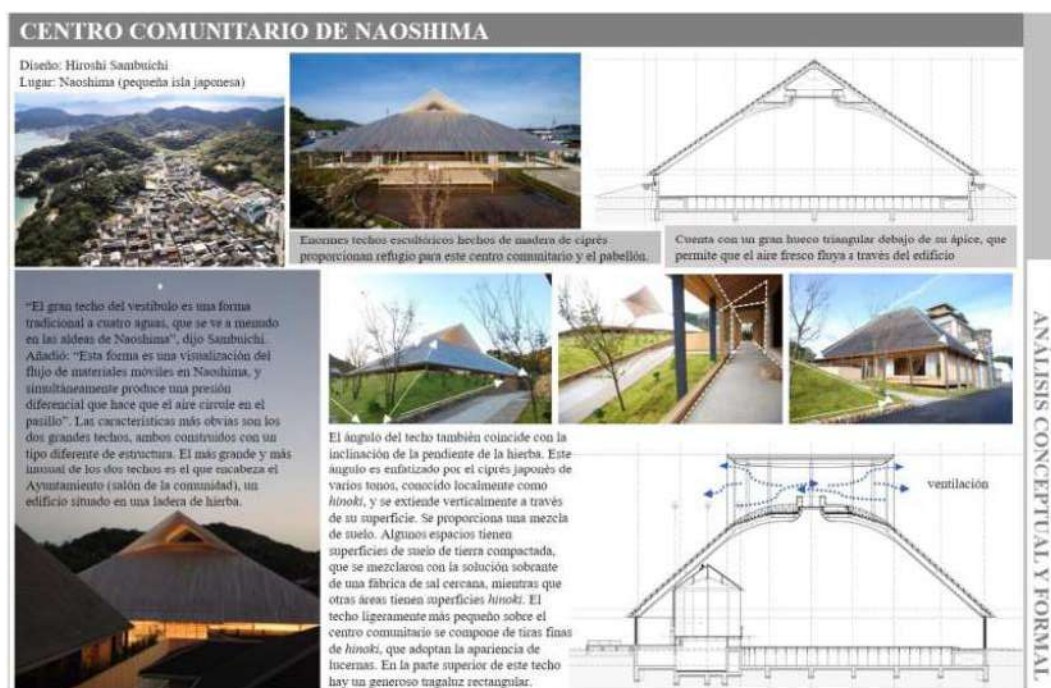 CENTRO COMUNITARIO DE NAOSHIMA
Diseño: Hiroshi Sambuichi
Lugar: Naoshima (pequeña isla japonesa)
Enormes techos escultóricos hechos de madera de ciprés
proporcionan refugio para este centro comunitario y el pabellón.
Cuenta con un gran hueco triangular debajo de su ápice, que
permite que el aire fresco fluya a través del edificio
“El gran techo del vestíbulo es una forma
tradicional a cuatro aguas, que se ve a menudo
en las aldeas de Naoshima”, dijo Sambuichi.
Añadió: “Esta forma es una visualización del
flujo de materiales móviles en Naoshima, y
simultáneamente produce una presión
diferencial que hace que el aire circule en el
pasillo”. Las características más obvias son los
dos grandes techos, ambos construidos con un
tipo diferente de estructura. El más grande y más
inusual de los dos techos es el que encabeza el
Ayuntamiento (salón de la comunidad), un
edificio situado en una ladera de hierba.
El ángulo del techo también coincide con la
inclinación de la pendiente de la hierba. Este
ángulo es enfatizado por el ciprés japonés de
varios tonos, conocido localmente como
hinoki, y se extiende verticalmente a través
de su superficie. Se proporciona una mezcla
de suelo. Algunos espacios tienen
superficies de suelo de tierra compactada,
que se mezclaron con la solución sobrante
de una fábrica de sal cercana, mientras que
otras áreas tienen superficies hinoki. El
techo ligeramente más pequeño sobre el
centro comunitario se compone de tiras finas
de hinoki, que adoptan la apariencia de
lucernas. En la parte superior de este techo
hay un generoso tragaluz rectangular.
ventilación
ANÁLISIS CONCEPTUAL Y FORMAL